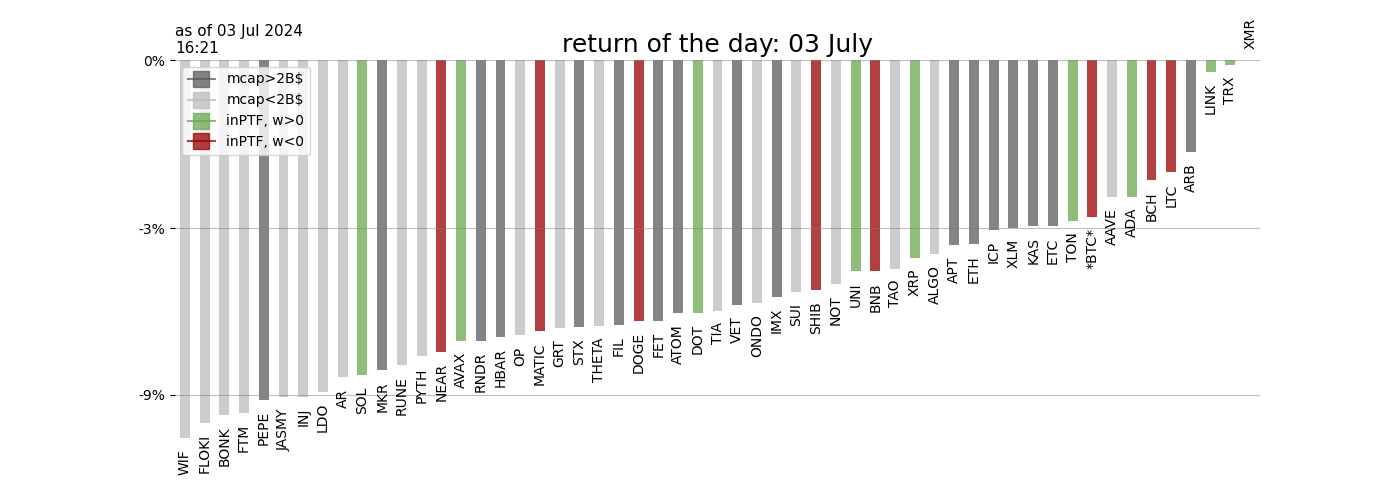 as of 03 Jul 2024
16:21
return of the day: 03 July
XMR
0%
mcap>2B$
mcap<2B$
inPTF, w>0
inPTF, w<0
-3%
-9%
WIF
FLOKI
BONK
FTM
PEPE
JASMY
INJ
LDO
AR
SOL
MKR
RUNE
PYTH
NEAR
AVAX
RNDR
HBAR
OP
MATIC
GRT
STX
THETA
FIL
DOGE
FET
ATOM
DOT
TIA
VET
ONDO
IMX
SUI
SHIB
NOT
UNI
BNB
TAO
XRP
ALGO
APT
ETH
ICP
XLM
KAS
ETC
TON
*BTC*
AAVE
ADA
BCH
LTC
ARB
LINK
TRX